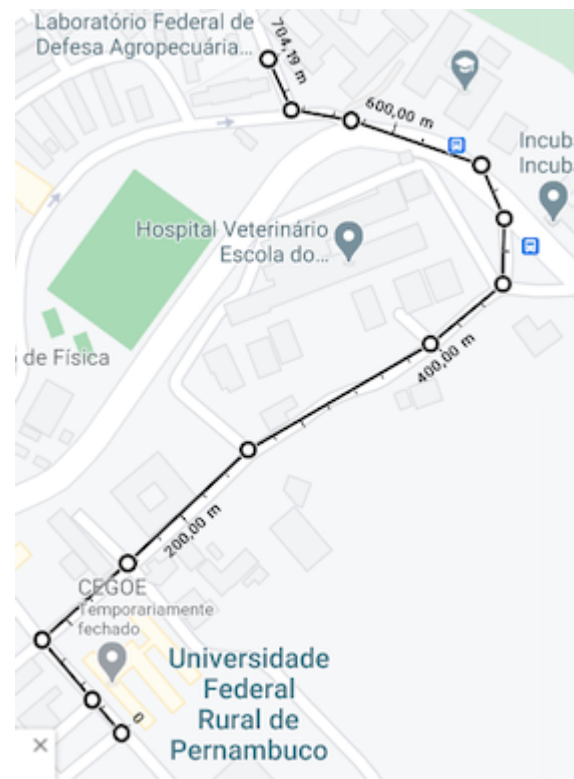 Laboratório Federal de
Defesa Agropecuária...
704,19 m
600,00 m
Incub
Incub
Hospital Veterinário
Escola do...
de Física
400,00 m
200,00 m
CEGOE
Temporariamente
fechado
0
Universidade
Federal
Rural de
Pernambuco
×